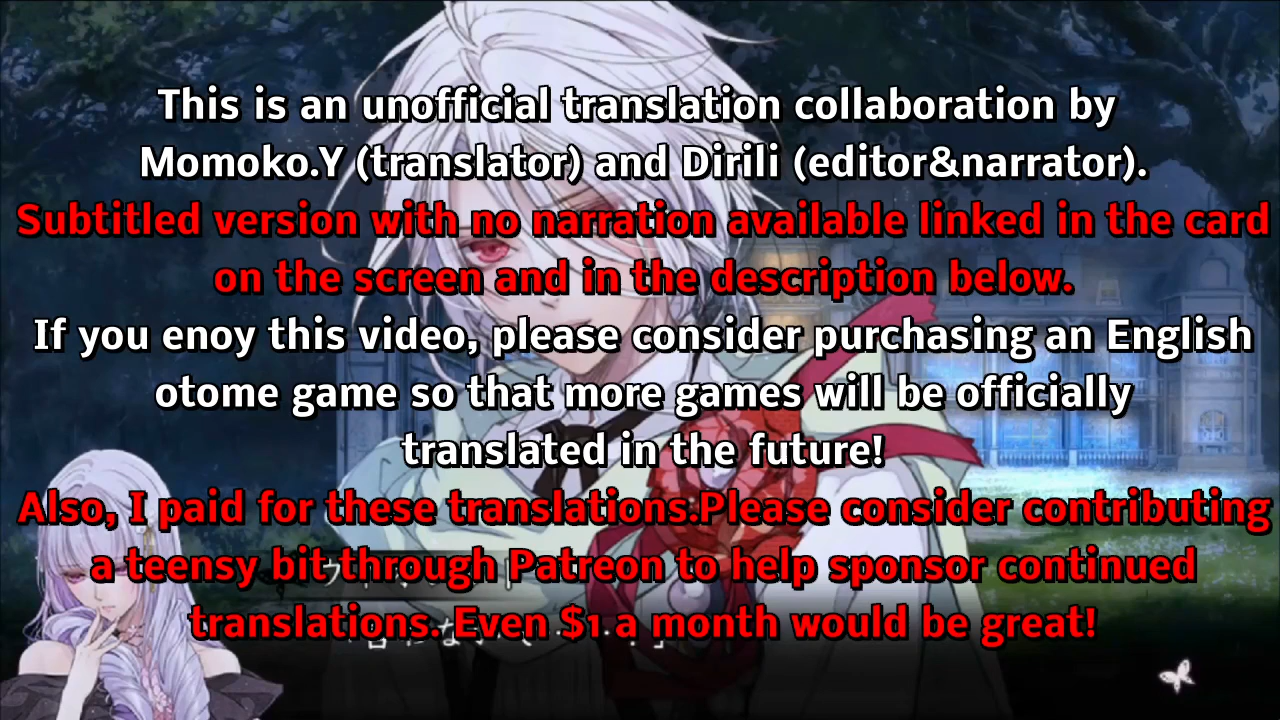 This is an unofficial translation collaboration by
Momoko.Y (translator) and Dirili (editor&narrator).
Subtitled version with no narration available linked in the card
on the screen and in the description below.
If you enoy this video, please consider purchasing an English
otome game so that more games will be officially
translated in the future!
Also, I paid for these translations.Please consider contributing
a teensy bit through Patreon to help sponsor continued
translations. Even $1 a month would be great!